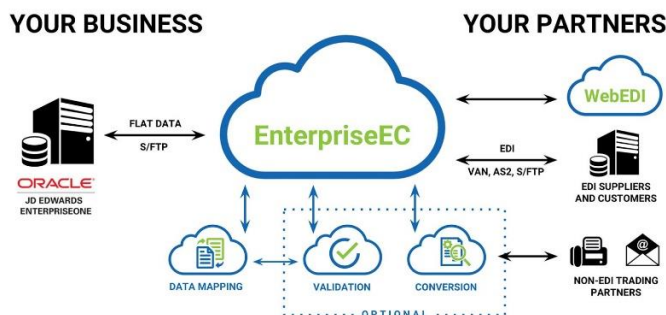 YOUR BUSINESS
YOUR PARTNERS
EnterpriseEC
WebEDI
FLAT DATA
S/FTP
EDI
VAN, AS2, S/FTP
ORACLE
JD EDWARDS
ENTERPRISEONE
EDI SUPPLIERS
AND CUSTOMERS
@
DATA MAPPING
VALIDATION
CONVERSION
NON-EDI TRADING
PARTNERS
OPTIONAL